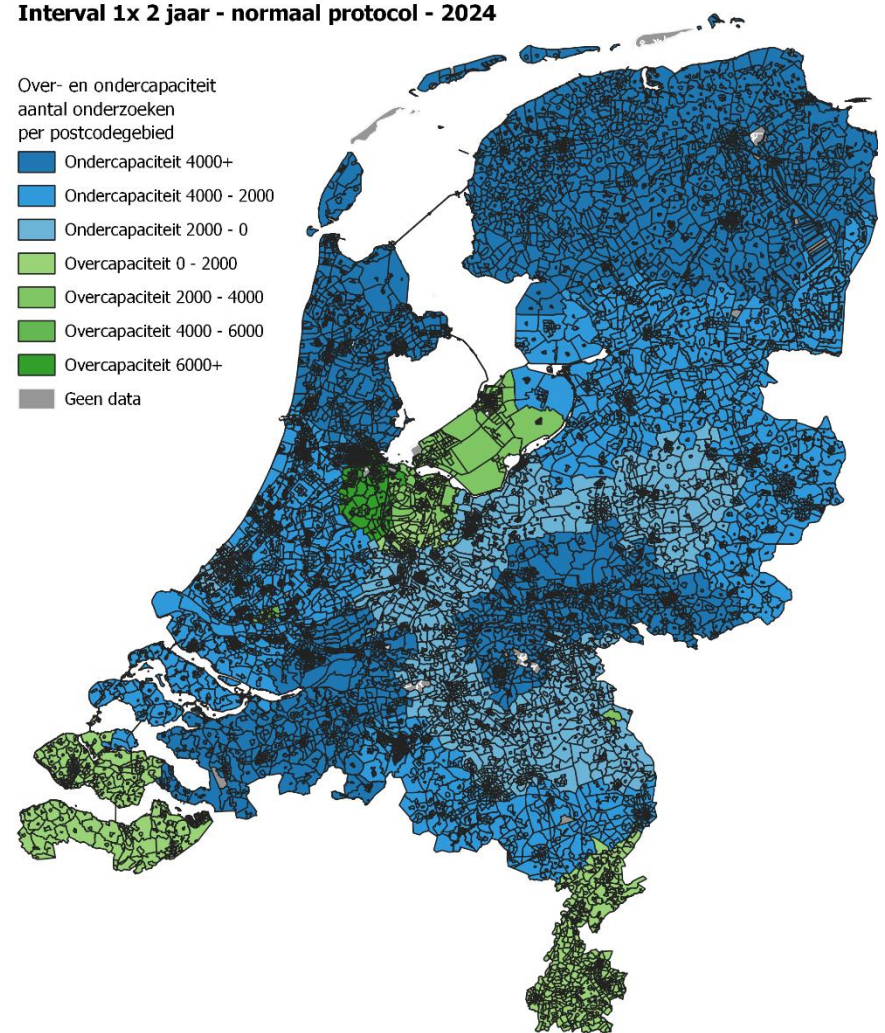 Interval 1x 2 jaar - normaal protocol - 2024
Over- en ondercapaciteit
aantal onderzoeken
per postcodegebied
Ondercapaciteit 4000+
Ondercapaciteit 4000 - 2000
Ondercapaciteit 2000 - 0
Overcapaciteit 0 - 2000
Overcapaciteit 2000 - 4000
Overcapaciteit 4000 - 6000
Overcapaciteit 6000+
Geen data